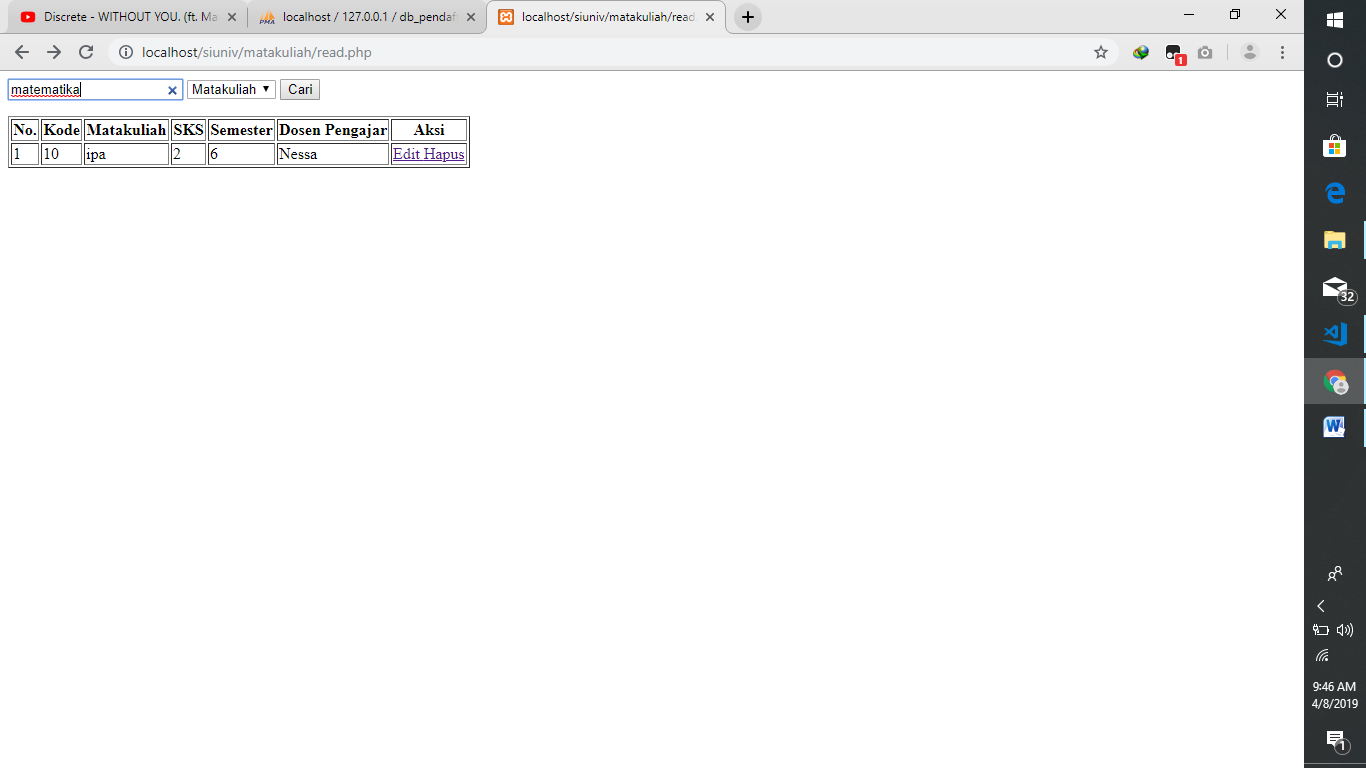 Discrete - WITHOUT YOU. (ft. Ma
localhost / 127.0.0.1 / db_pendaf
localhost/siuniv/matakuliah/read.
localhost/siuniv/matakuliah/read.php
1
matematika Matakuliah Cari
No. Kode Matakuliah SKS Semester Dosen Pengajar Aksi
1 10 ipa 2 6 Nessa Edit Hapus
32
9:46 AM
4/8/2019
1